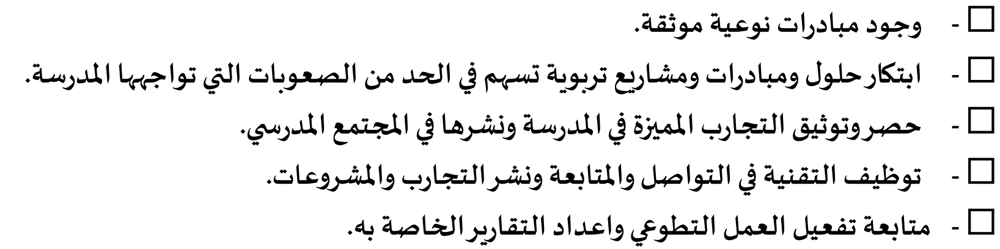 ☐ - وجود مبادرات نوعية موثقة.
☐ - ابتكار حلول ومبادرات ومشاريع تربوية تسهم في الحد من الصعوبات التي تواجهها المدرسة.
☐ - حصر وتوثيق التجارب المميزة في المدرسة ونشرها في المجتمع المدرسي.
☐ - توظيف التقنية في التواصل والمتابعة ونشر التجارب والمشروعات.
☐ - متابعة تفعيل العمل التطوعي واعداد التقارير الخاصة به.